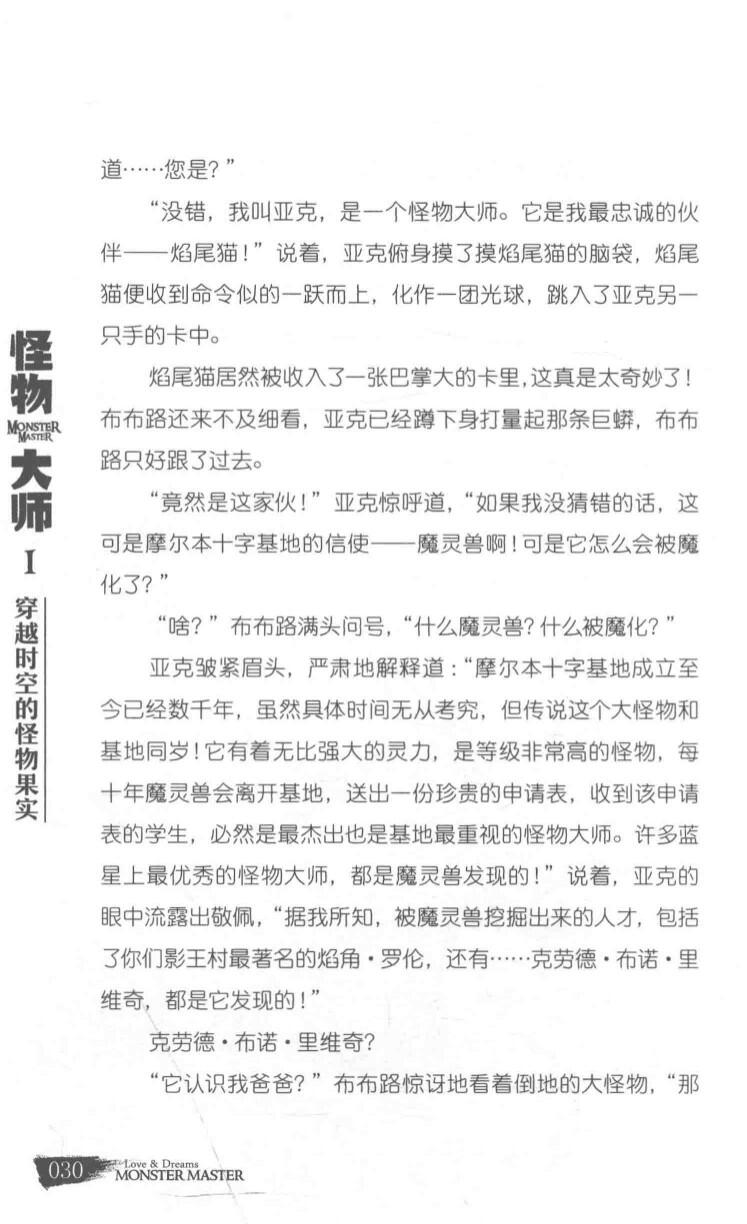 道……您是？”
“没错，我叫亚克，是一个怪物大师。它是我最忠诚的伙
伴——焰尾猫！”说着，亚克俯身摸了摸焰尾猫的脑袋，焰尾
猫便收到命令似的一跃而上，化作一团光球，跳入了亚克另一
只手的卡中。
焰尾猫居然被收入了一张巴掌大的卡里，这真是太奇妙了！
布布路还来不及细看，亚克已经蹲下身打量起那条巨蟒，布布
路只好跟了过去。
“竟然是这家伙！”亚克惊呼道，“如果我没猜错的话，这
可是摩尔本十字基地的信使——魔灵兽啊！可是它怎么会被魔
化了？”
“啥？”布布路满头问号，“什么魔灵兽？什么被魔化？”
亚克皱紧眉头，严肃地解释道：“摩尔本十字基地成立至
今已经数千年，虽然具体时间无从考究，但传说这个大怪物和
基地同岁！它有着无比强大的灵力，是等级非常高的怪物，每
十年魔灵兽会离开基地，送出一份珍贵的申请表，收到该申请
表的学生，必然是最杰出也是基地最重视的怪物大师。许多蓝
星上最优秀的怪物大师，都是魔灵兽发现的！”说着，亚克的
眼中流露出敬佩，“据我所知，被魔灵兽挖掘出来的人才，包括
了你们影王村最著名的焰角·罗伦，还有……克劳德·布诺·里
维奇，都是它发现的！”
克劳德·布诺·里维奇？
“它认识我爸爸？”布布路惊讶地看着倒地的大怪物，“那
怪物
MONSTER
MASTER
大师
I
穿越时空的怪物果实
030
Love & Dreams
MONSTER MASTER